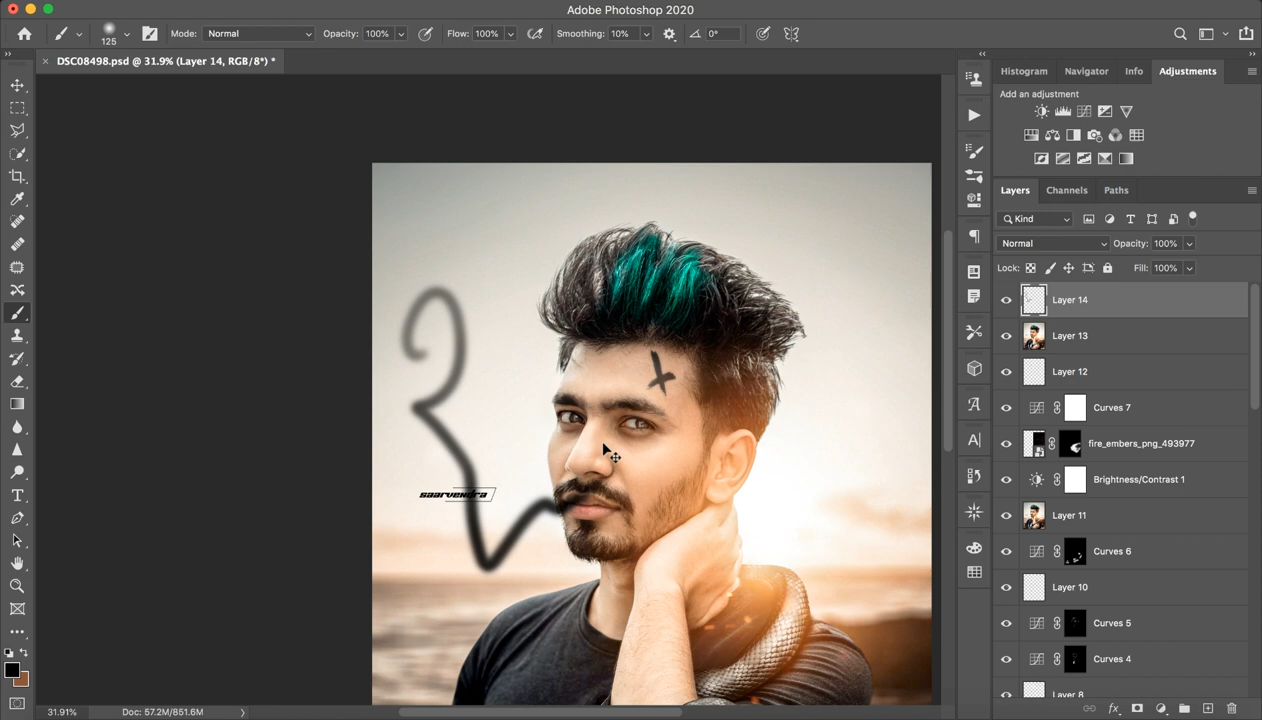 Adobe Photoshop 2020
125
Mode: Normal
Opacity: 100%
Flow: 100%
Smoothing: 10%
0°
DSC08498.psd @ 31.9% (Layer 14, RGB/8*) *
Histogram
Navigator
Info
Adjustments
Add an adjustment
Layers
Channels
Paths
Kind
Normal
Opacity: 100%
Lock:
Fill: 100%
Layer 14
Layer 13
Layer 12
Curves 7
fire_embers_png_493977
Brightness/Contrast 1
Layer 11
Curves 6
Layer 10
Curves 5
Curves 4
Layer 8
saarvendra
31.91%
Doc: 57.2M/851.6M